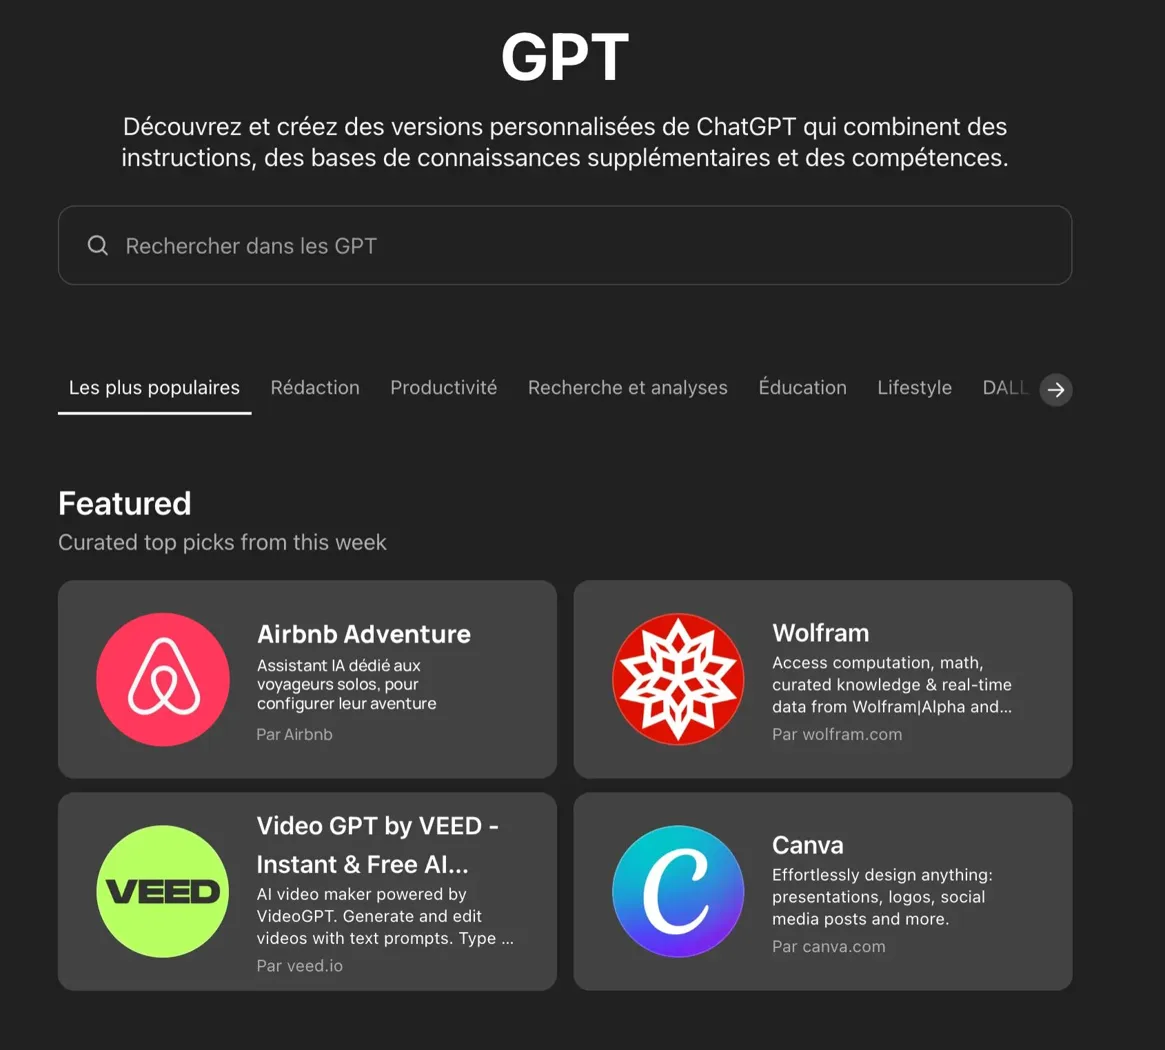 GPT
Découvrez et créez des versions personnalisées de ChatGPT qui combinent des
instructions, des bases de connaissances supplémentaires et des compétences.
Rechercher dans les GPT
Les plus populaires Rédaction Productivité Recherche et analyses Éducation Lifestyle DALL
Featured
Curated top picks from this week
Airbnb Adventure
Assistant IA dédié aux
voyageurs solos, pour
configurer leur aventure
Par Airbnb
Wolfram
Access computation, math,
curated knowledge & real-time
data from Wolfram|Alpha and...
Par wolfram.com
VEED
Video GPT by VEED -
Instant & Free AI...
AI video maker powered by
VideoGPT. Generate and edit
videos with text prompts. Type ...
Par veed.io
C
Canva
Effortlessly design anything:
presentations, logos, social
media posts and more.
Par canva.com